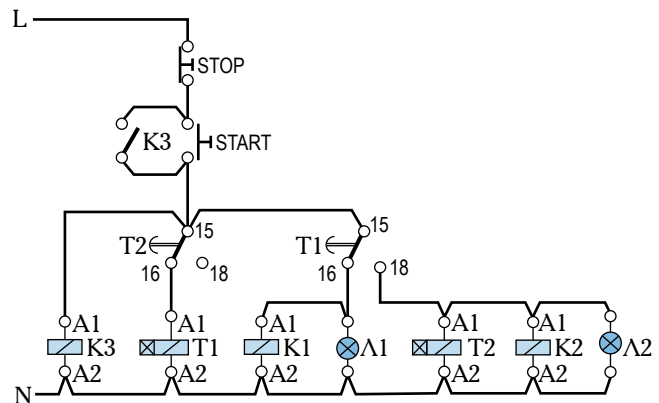 L
STOP
K3 START
T2 15 T1 15
16 18 16 18
A1 A1 A1 A1 A1
K3 T1 K1 Λ1 T2 K2 Λ2
A2 A2 A2 A2 A2
N